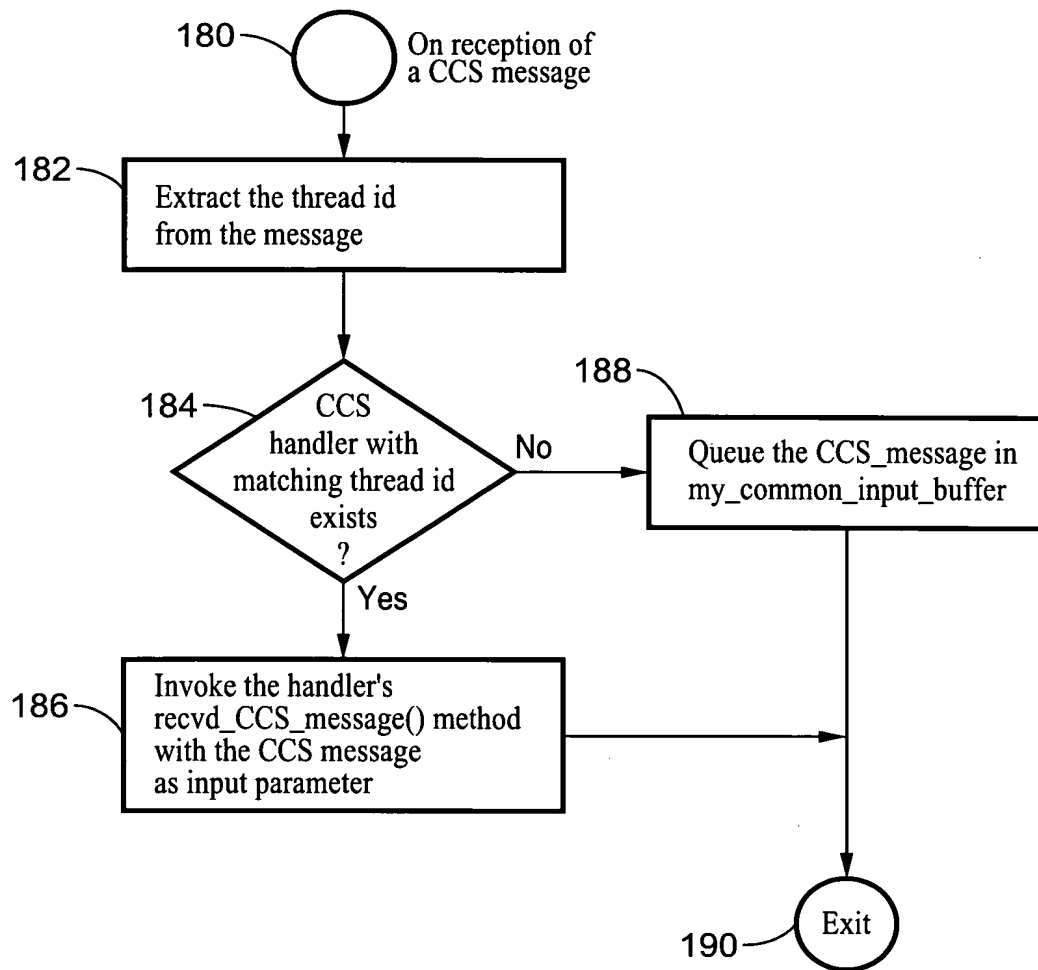 180
On reception of
a CCS message
182
Extract the thread id
from the message
184
CCS
handler with
matching thread id
exists
?
No
Yes
188
Queue the CCS_message in
my_common_input_buffer
186
Invoke the handler's
recvd_CCS_message() method
with the CCS message
as input parameter
190
Exit